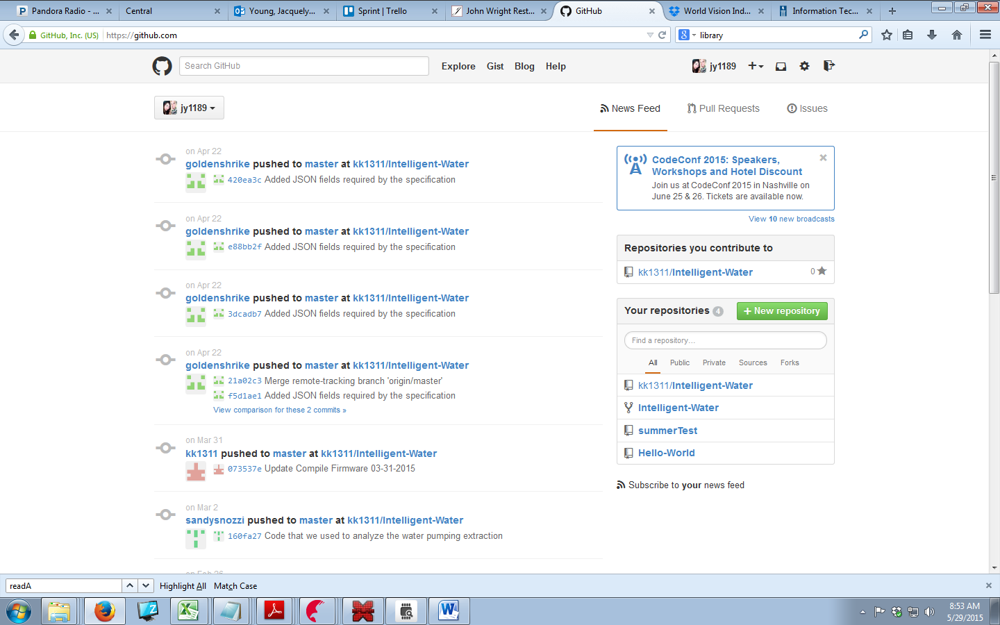 Pandora Radio - ...
Central
Young, Jacquely...
Sprint | Trello
John Wright Rest...
GitHub
World Vision Ind...
Information Tec...
GitHub, Inc. (US)
https://github.com
library
Search GitHub
Explore
Gist
Blog
Help
jy1189
jy1189
News Feed
Pull Requests
Issues
on Apr 22
goldenshrike pushed to master at kk1311/Intelligent-Water
420ea3c Added JSON fields required by the specification
on Apr 22
goldenshrike pushed to master at kk1311/Intelligent-Water
e88bb2f Added JSON fields required by the specification
on Apr 22
goldenshrike pushed to master at kk1311/Intelligent-Water
3dcadb7 Added JSON fields required by the specification
on Apr 22
goldenshrike pushed to master at kk1311/Intelligent-Water
21a02c3 Merge remote-tracking branch 'origin/master'
f5d1ae1 Added JSON fields required by the specification
View comparison for these 2 commits »
on Mar 31
kk1311 pushed to master at kk1311/Intelligent-Water
073537e Update Compile Firmware 03-31-2015
on Mar 2
sandysnozzi pushed to master at kk1311/Intelligent-Water
160fa27 Code that we used to analyze the water pumping extraction
on Feb 26
CodeConf 2015: Speakers,
Workshops and Hotel Discount
Join us at CodeConf 2015 in Nashville on
June 25 & 26. Tickets are available now.
View 10 new broadcasts
Repositories you contribute to
kk1311/Intelligent-Water
0
Your repositories 4
New repository
Find a repository...
All
Public
Private
Sources
Forks
kk1311/Intelligent-Water
Intelligent-Water
summerTest
Hello-World
Subscribe to your news feed
readA
Highlight All
Match Case
8:53 AM
5/29/2015